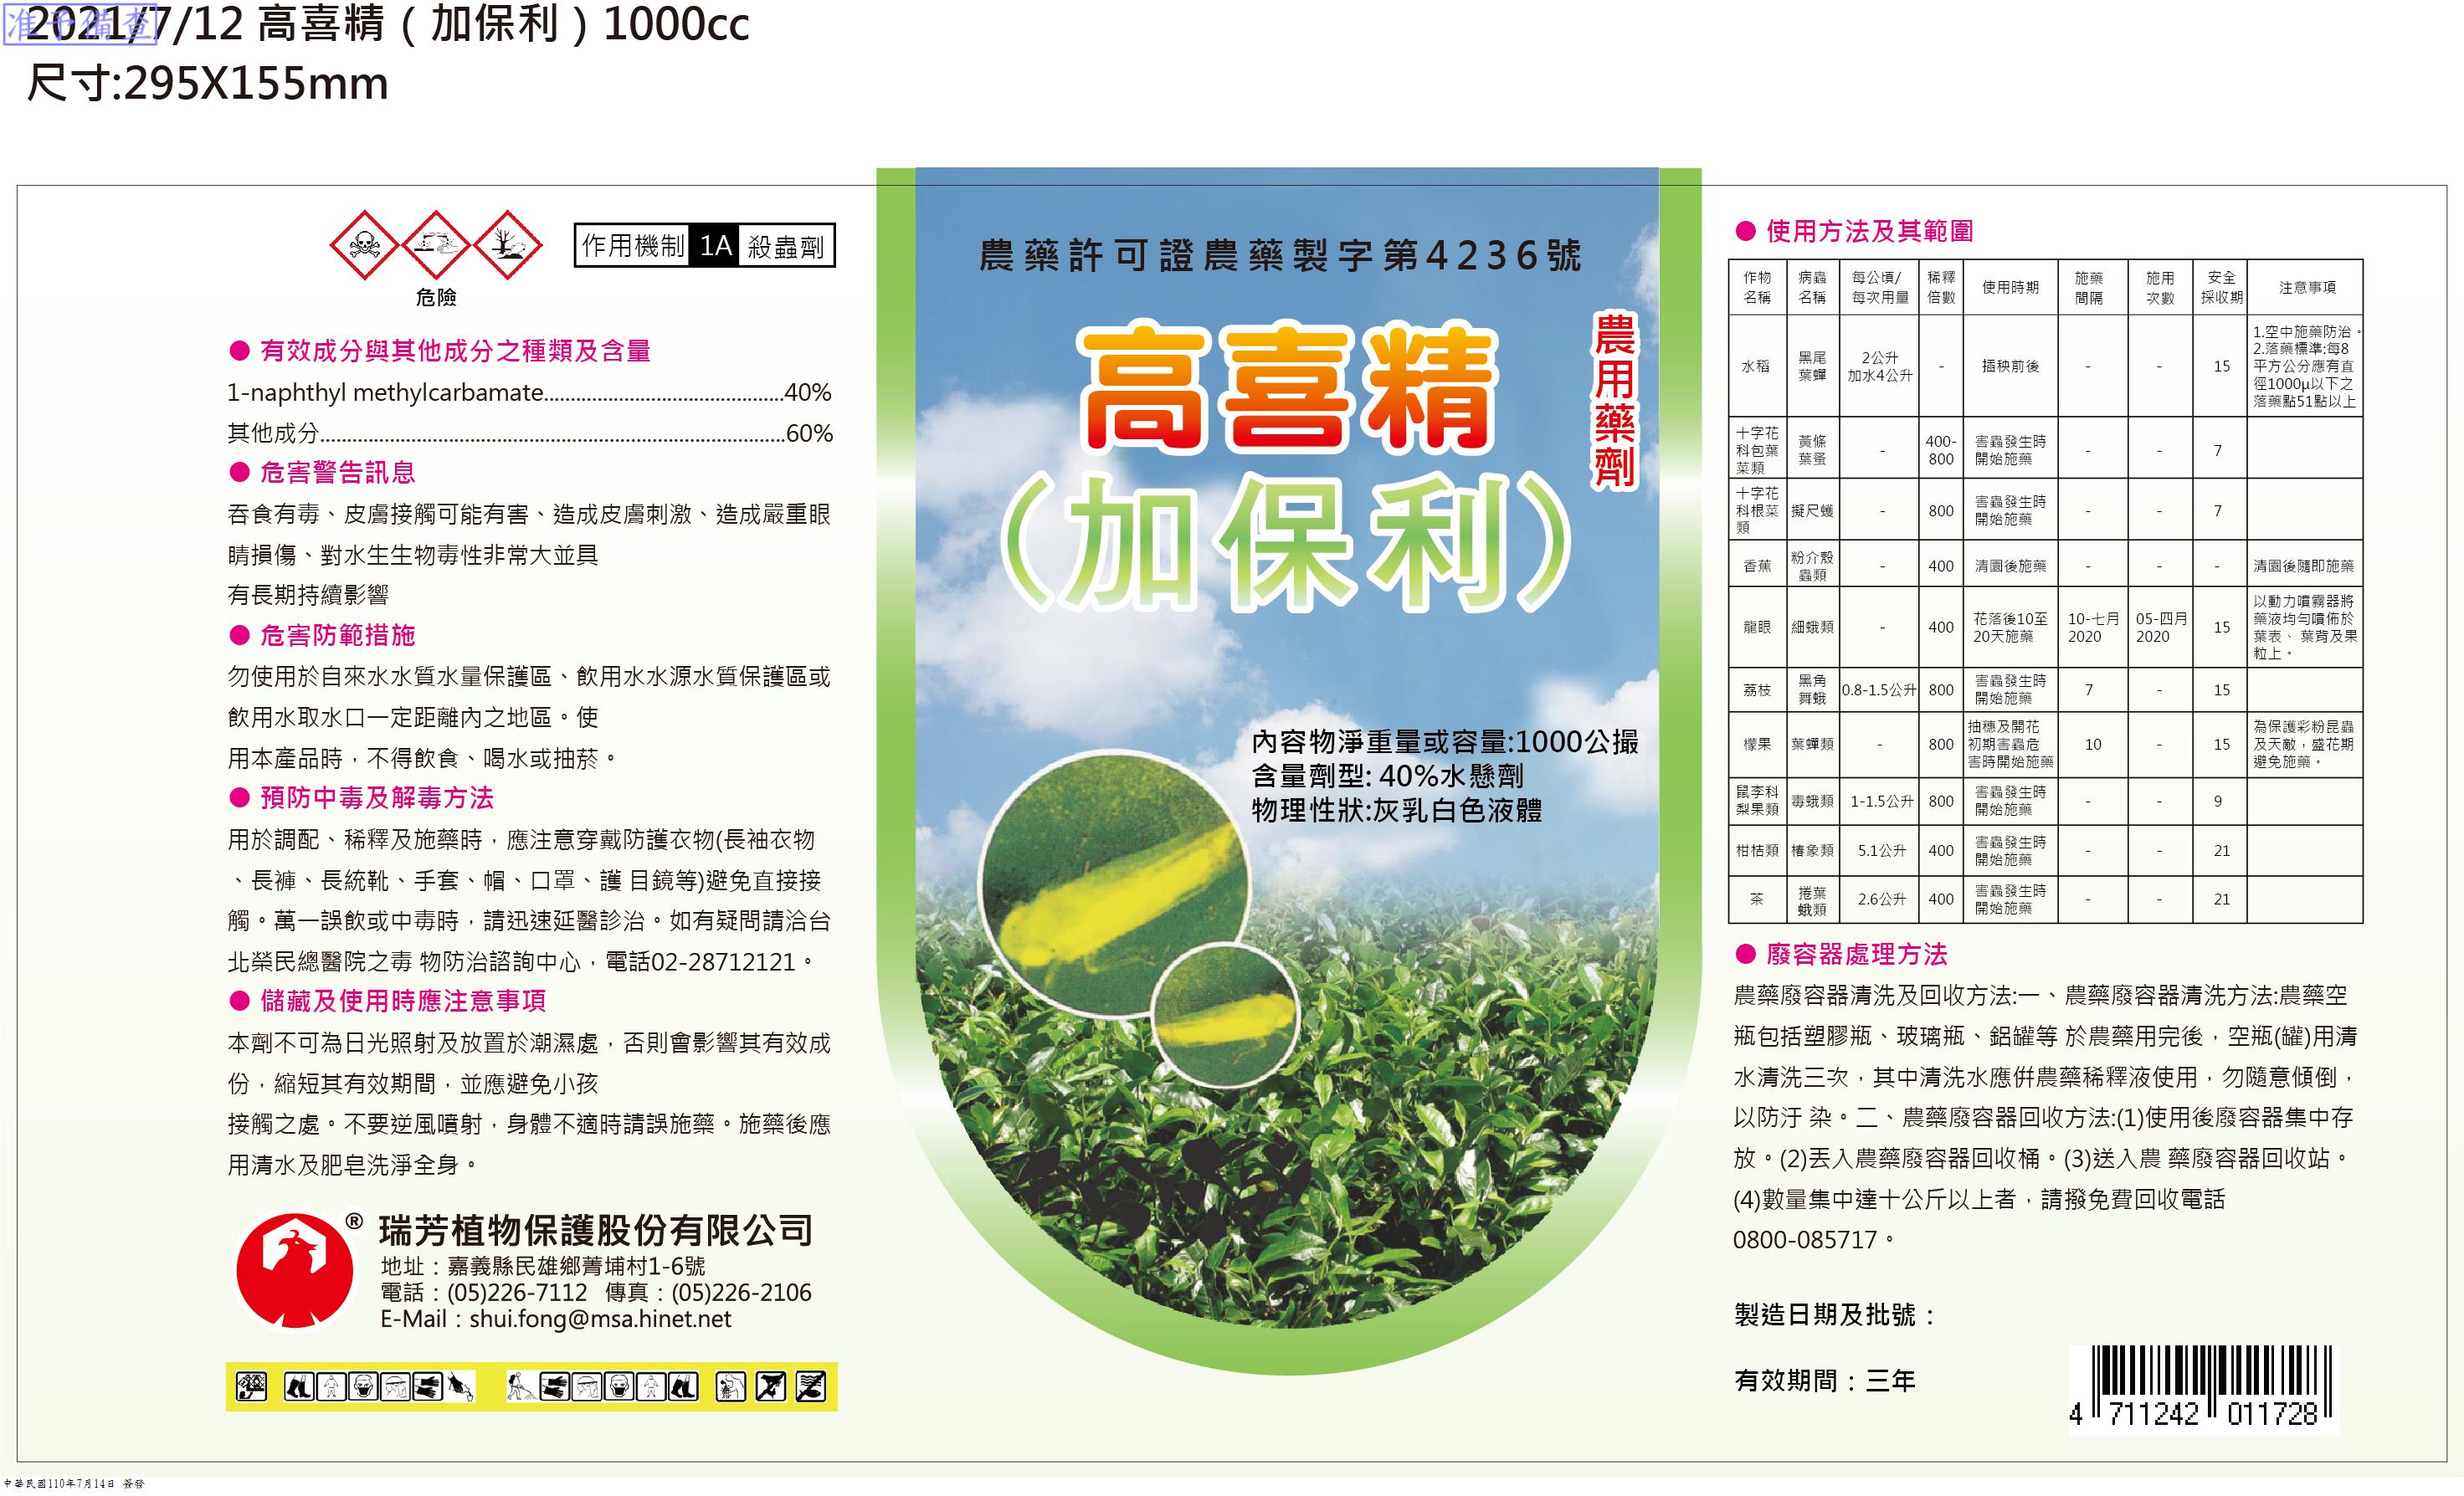 准予備查
2021/7/12 高喜精（加保利）1000cc
尺寸:295X155mm
危險
作用機制 1A 殺蟲劑
● 有效成分與其他成分之種類及含量
1-naphthyl methylcarbamate.............................................40%
其他成分.......................................................................................60%
● 危害警告訊息
吞食有毒、皮膚接觸可能有害、造成皮膚刺激、造成嚴重眼
睛損傷、對水生生物毒性非常大並具
有長期持續影響
● 危害防範措施
勿使用於自來水水質水量保護區、飲用水水源水質保護區或
飲用水取水口一定距離內之地區。使
用本產品時，不得飲食、喝水或抽菸。
● 預防中毒及解毒方法
用於調配、稀釋及施藥時，應注意穿戴防護衣物(長袖衣物
、長褲、長統靴、手套、帽、口罩、護 目鏡等)避免直接接
觸。萬一誤飲或中毒時，請迅速延醫診治。如有疑問請洽台
北榮民總醫院之毒 物防治諮詢中心，電話02-28712121。
● 儲藏及使用時應注意事項
本劑不可為日光照射及放置於潮濕處，否則會影響其有效成
份，縮短其有效期間，並應避免小孩
接觸之處。不要逆風噴射，身體不適時請誤施藥。施藥後應
用清水及肥皂洗淨全身。
® 瑞芳植物保護股份有限公司
地址：嘉義縣民雄鄉菁埔村1-6號
電話：(05)226-7112 傳真：(05)226-2106
E-Mail：shui.fong@msa.hinet.net
農藥許可證農藥製字第4236號
高喜精
（加保利）
農用藥劑
內容物淨重量或容量:1000公撮
含量劑型: 40%水懸劑
物理性狀:灰乳白色液體
● 使用方法及其範圍
作物名稱 病蟲名稱 每公頃/每次用量 稀釋倍數 使用時期 施藥間隔 施用次數 安全採收期 注意事項
水稻 黑尾葉蟬 2公升加水4公升 - 插秧前後 - - 15 1.空中施藥防治。2.落藥標準:每8平方公分應有直徑1000μ以下之落藥點51點以上
十字花科包葉菜類 黃條葉蚤 - 400-800 害蟲發生時開始施藥 - - 7
十字花科根菜類 擬尺蠖 - 800 害蟲發生時開始施藥 - - 7
香蕉 粉介殼蟲類 - 400 清園後施藥 - - - 清園後隨即施藥
龍眼 細蛾類 - 400 花落後10至20天施藥 10-七月2020 05-四月2020 15 以動力噴霧器將藥液均勻噴佈於葉表、 葉背及果粒上。
荔枝 黑角舞蛾 0.8-1.5公升 800 害蟲發生時開始施藥 7 - 15
檬果 葉蟬類 - 800 抽穗及開花初期害蟲危害時開始施藥 10 - 15 為保護彩粉昆蟲及天敵，盛花期避免施藥。
鼠李科梨果類 毒蛾類 1-1.5公升 800 害蟲發生時開始施藥 - - 9
柑桔類 椿象類 5.1公升 400 害蟲發生時開始施藥 - - 21
茶 捲葉蛾類 2.6公升 400 害蟲發生時開始施藥 - - 21
● 廢容器處理方法
農藥廢容器清洗及回收方法:一、農藥廢容器清洗方法:農藥空
瓶包括塑膠瓶、玻璃瓶、鋁罐等 於農藥用完後，空瓶(罐)用清
水清洗三次，其中清洗水應併農藥稀釋液使用，勿隨意傾倒，
以防汙 染。二、農藥廢容器回收方法:(1)使用後廢容器集中存
放。(2)丟入農藥廢容器回收桶。(3)送入農 藥廢容器回收站。
(4)數量集中達十公斤以上者，請撥免費回收電話
0800-085717。
製造日期及批號：
有效期間：三年
4 711242 011728
中華民國110年7月14日 簽發